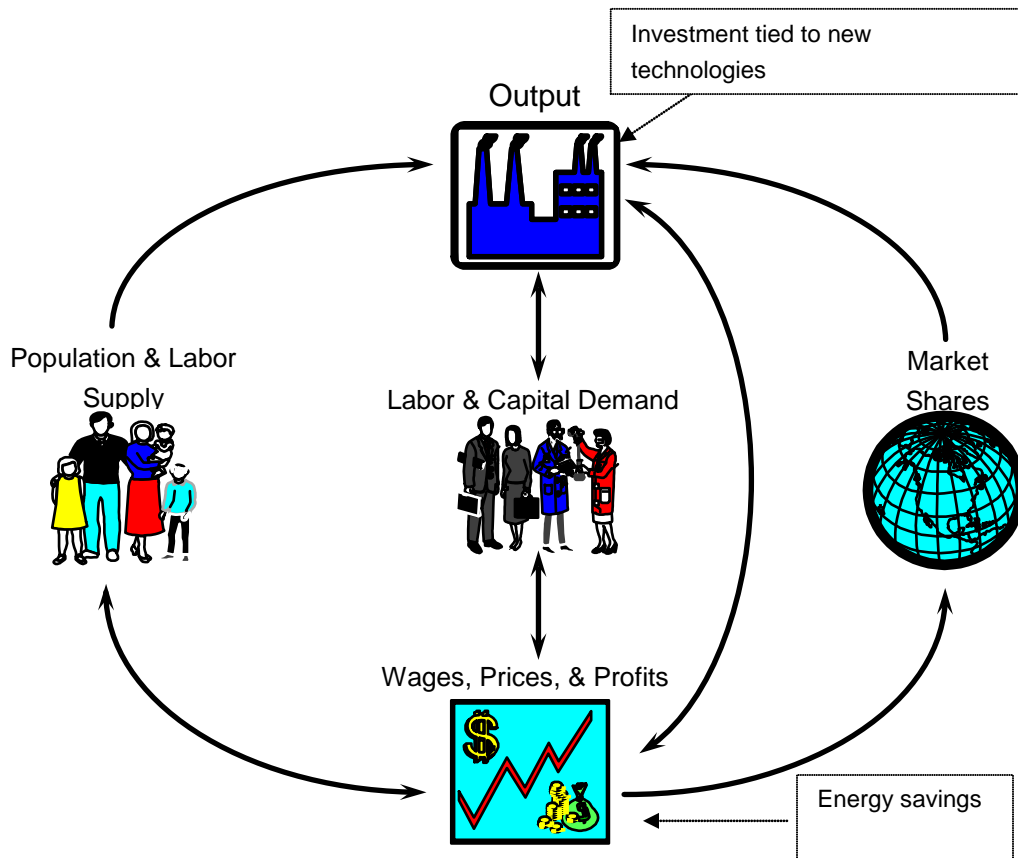 Investment tied to new
technologies
Output
Population & Labor
Supply
Labor & Capital Demand
Market
Shares
Wages, Prices, & Profits
$
$
Energy savings